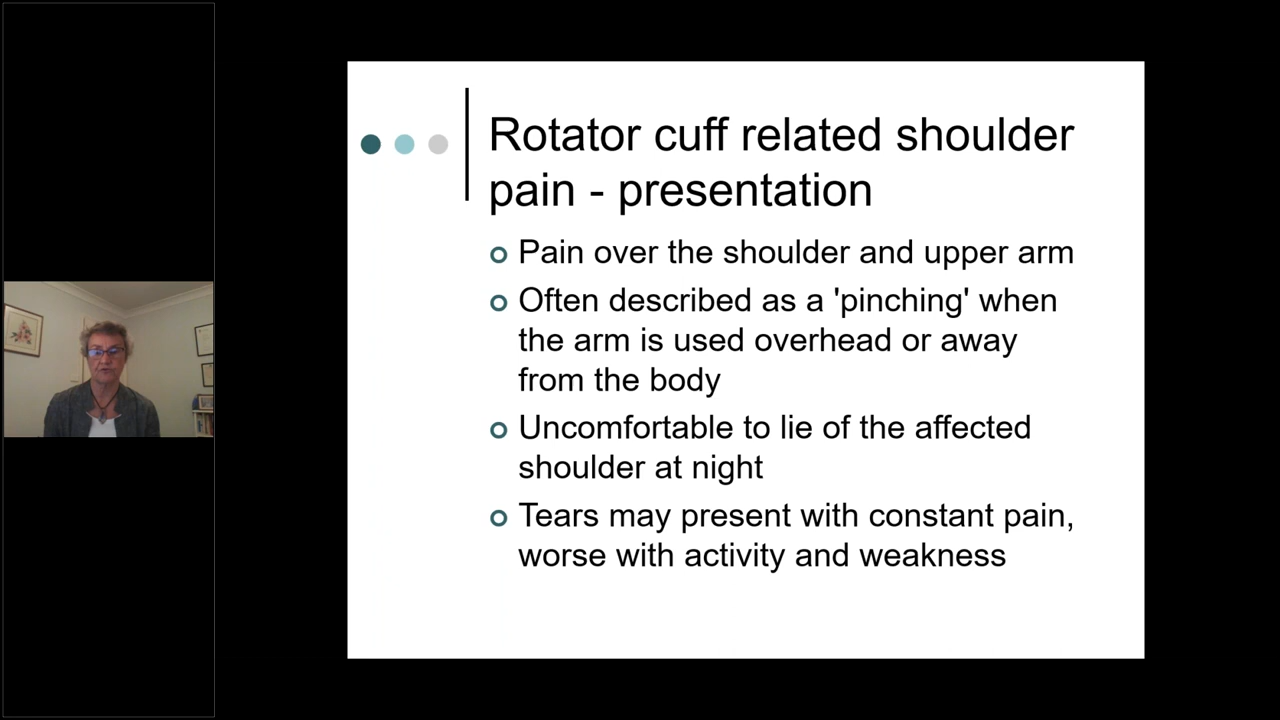 Rotator cuff related shoulder
pain - presentation
Pain over the shoulder and upper arm
Often described as a 'pinching' when
the arm is used overhead or away
from the body
Uncomfortable to lie of the affected
shoulder at night
Tears may present with constant pain,
worse with activity and weakness